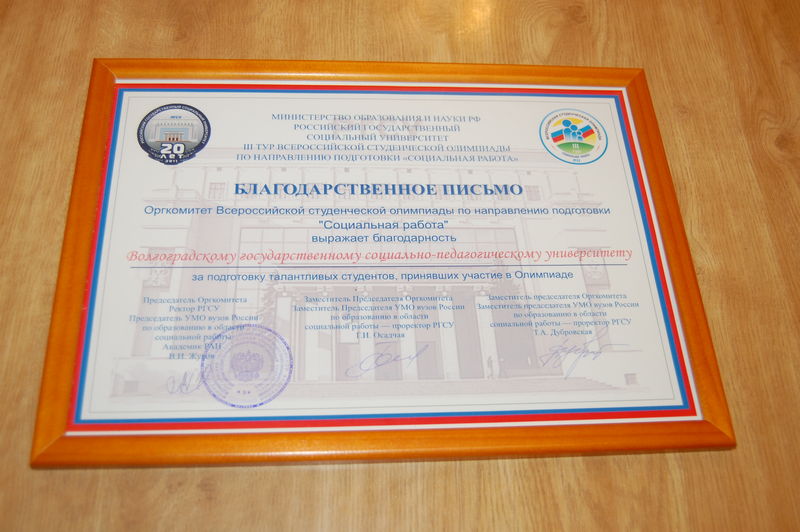 МИНИСТЕРСТВО ОБРАЗОВАНИЯ И НАУКИ РФ
РОССИЙСКИЙ ГОСУДАРСТВЕННЫЙ
СОЦИАЛЬНЫЙ УНИВЕРСИТЕТ
III ТУР ВСЕРОССИЙСКОЙ СТУДЕНЧЕСКОЙ ОЛИМПИАДЫ
ПО НАПРАВЛЕНИЮ ПОДГОТОВКИ «СОЦИАЛЬНАЯ РАБОТА»
20
ЛЕТ
2011
III
БЛАГОДАРСТВЕННОЕ ПИСЬМО
Оргкомитет Всероссийской студенческой олимпиады по направлению подготовки
"Социальная работа"
выражает благодарность
Волгоградскому государственному социально-педагогическому университету
за подготовку талантливых студентов, принявших участие в Олимпиаде
Председатель Оргкомитета
Ректор РГСУ
Председатель УМО вузов России
по образованию в области
социальной работы
Академик РАН
В.И. Жуков
Заместитель Председателя Оргкомитета
Заместитель Председателя УМО вузов России
по образованию в области
социальной работы — проректор РГСУ
Г.И. Осадчая
Заместитель председателя Оргкомитета
Заместитель председателя УМО вузов России
по образованию в области
социальной работы — проректор РГСУ
Т.А. Дубровская